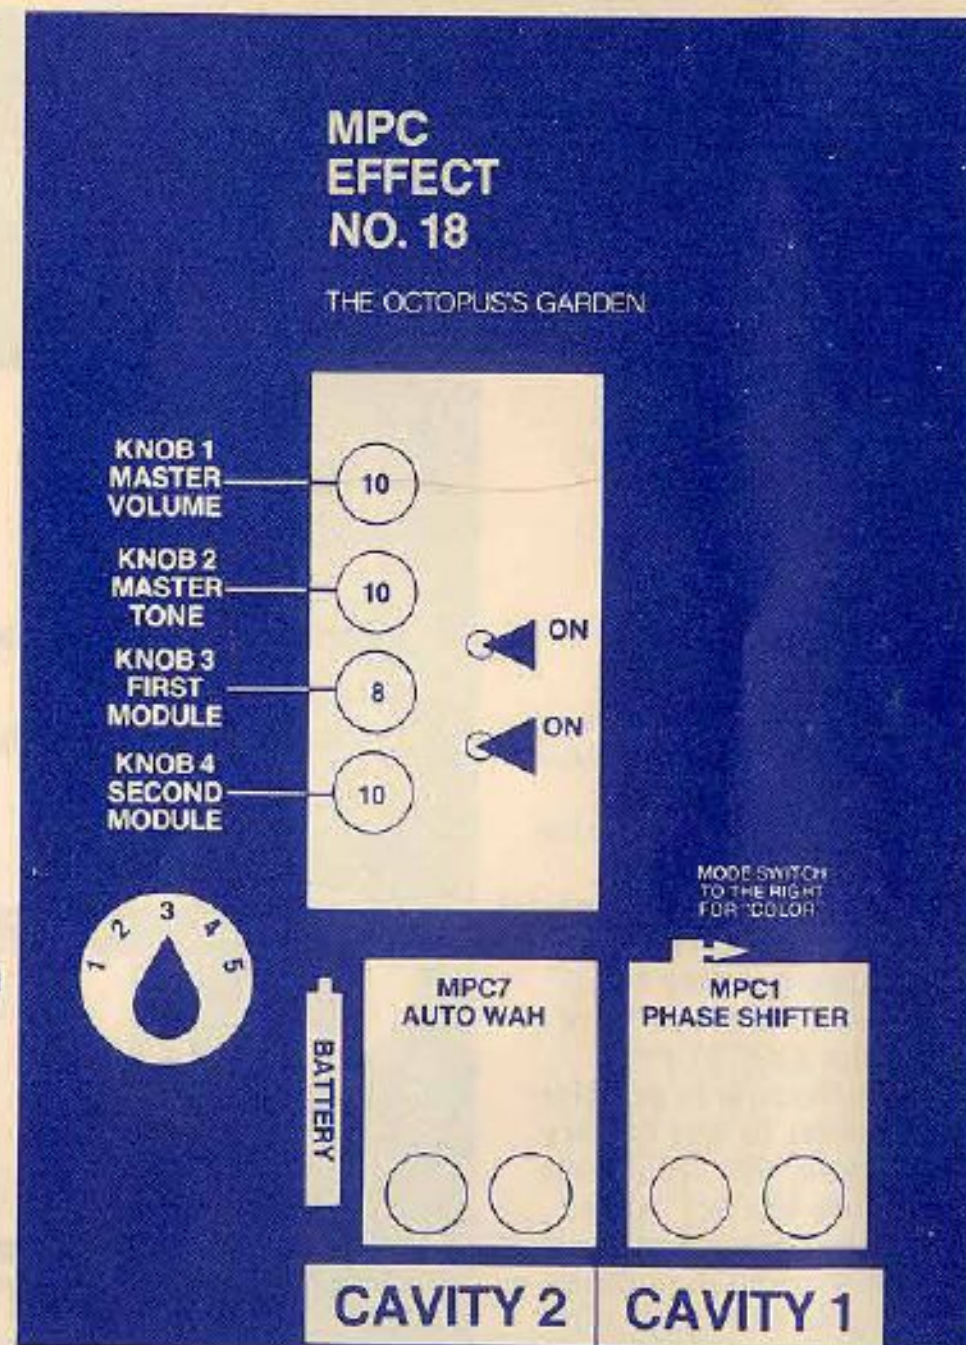 MPC
EFFECT
NO. 18
THE OCTOPUS'S GARDEN
KNOB 1
MASTER
VOLUME
10
KNOB 2
MASTER
TONE
10
ON
KNOB 3
FIRST
MODULE
8
ON
KNOB 4
SECOND
MODULE
10
MODE SWITCH
TO THE RIGHT
FOR "COLOR"
1 2 3 4 5
BATTERY
MPC7
AUTO WAH
MPC1
PHASE SHIFTER
CAVITY 2
CAVITY 1